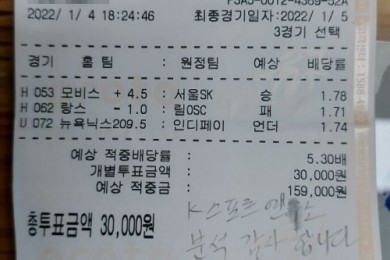 2022/ 1/ 4 18:24:46 최종경기일자:2022/ 1/ 5
3경기 선택
경기 홈 팀 : 원정팀 예상 배당률
H 053 모비스 + 4.5 : 서울SK 승 1.78
H 062 랑스 - 1.0 : 릴OSC 패 1.71
U 072 뉴욕닉스209.5 : 인디페이 언더 1.74
예상 적중배당률 : 5.30배
개별투표금액 : 30,000원
예상 적중금 : 159,000원
총투표금액 30,000원
K스포츠
분석 감사합니다